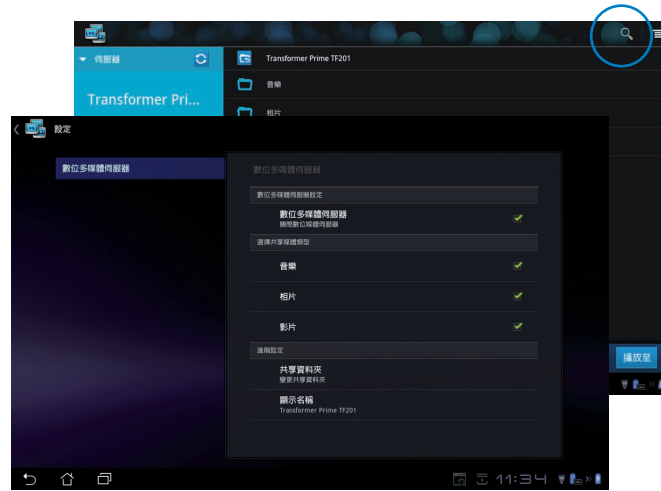 伺服器
Transformer Prime TF201
Transformer Pri...
音樂
相片
設定
數位多媒體伺服器
數位多媒體伺服器
數位多媒體伺服器設定
數位多媒體伺服器
開啓數位媒體伺服器
選擇共享媒體類型
音樂
相片
影片
進階設定
共享資料夾
變更共享資料夾
顯示名稱
Transformer Prime TF201
播放至
11:34